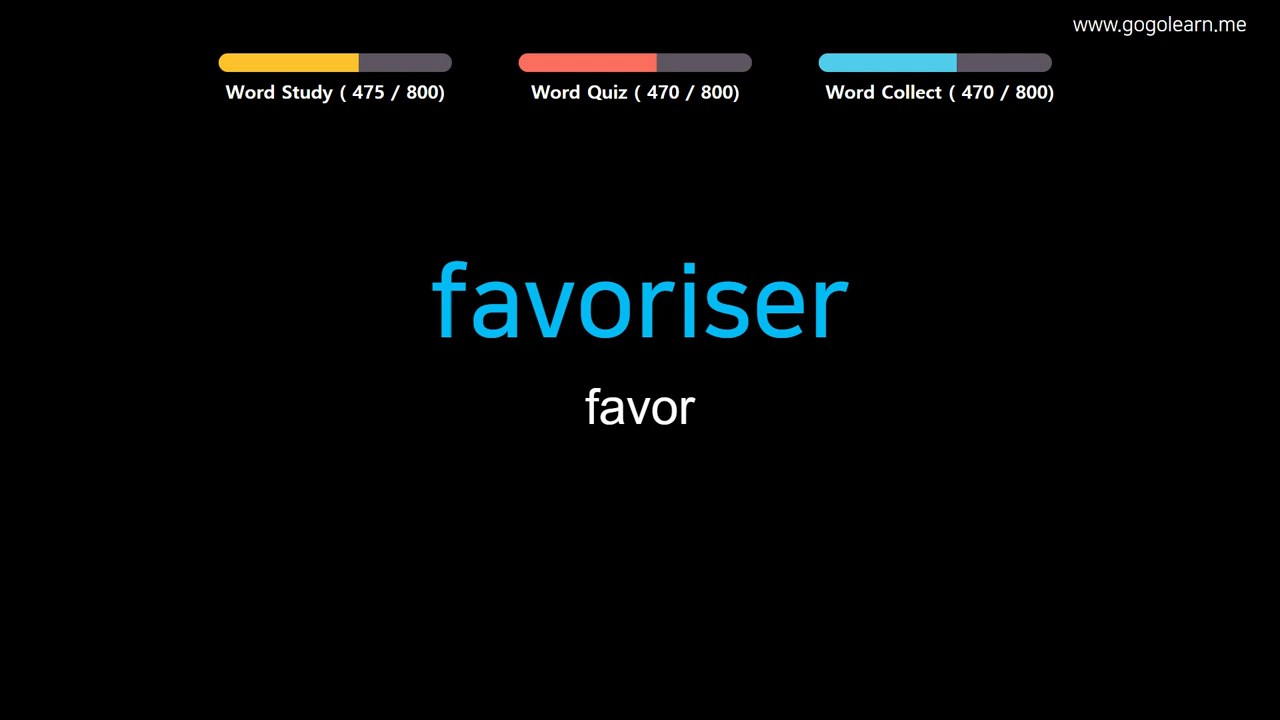 www.gogolearn.me
Word Study ( 475 / 800)
Word Quiz ( 470 / 800)
Word Collect ( 470 / 800)
favoriser
favor